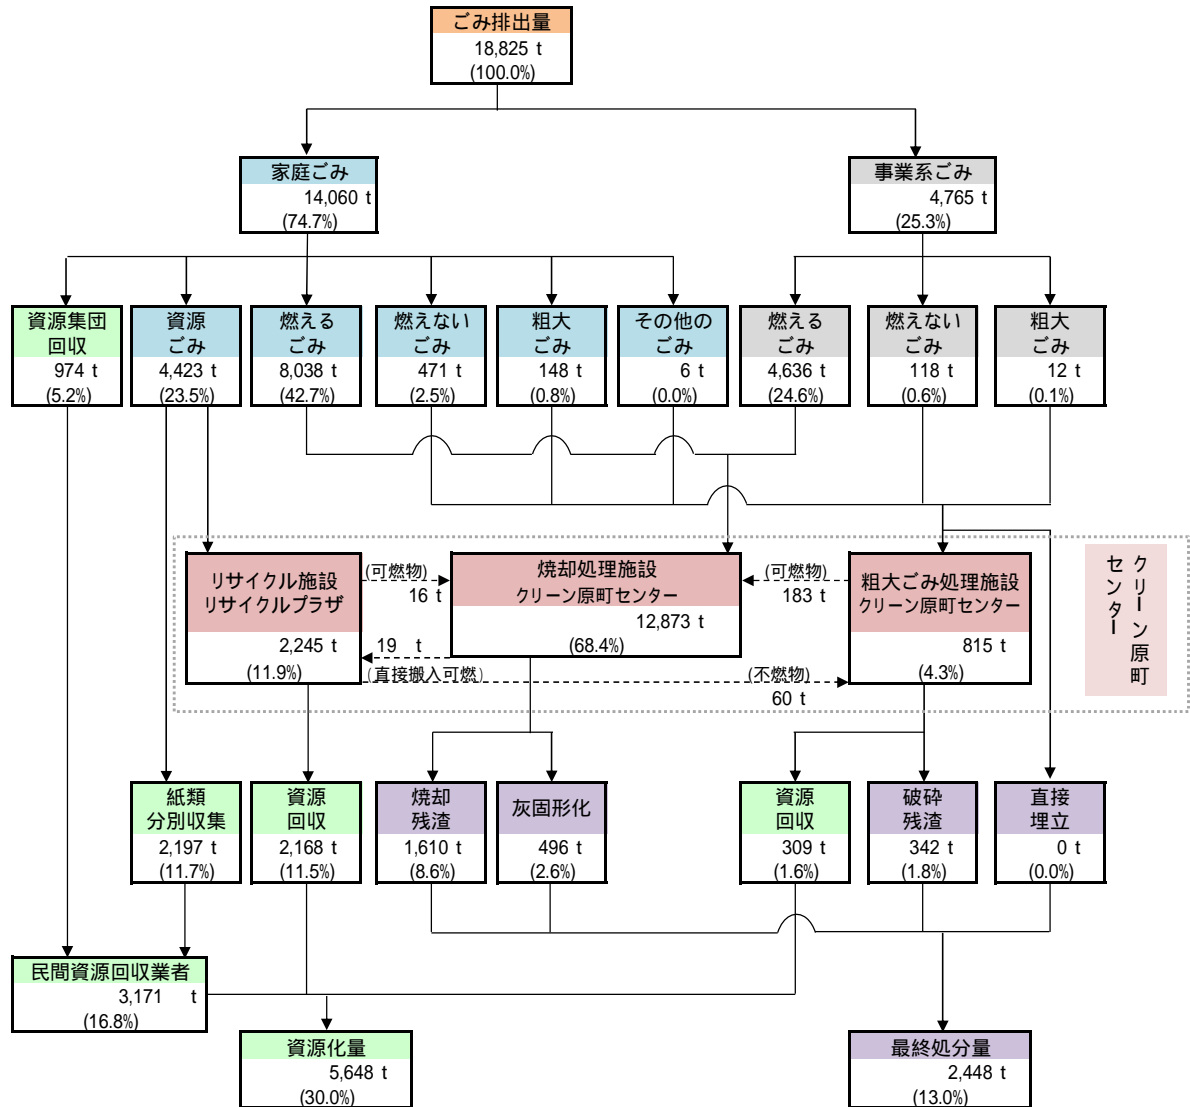 ごみ排出量
18,825 t
(100.0%)
家庭ごみ
14,060 t
(74.7%)
事業系ごみ
4,765 t
(25.3%)
資源集団
回収
974 t
(5.2%)
資源
ごみ
4,423 t
(23.5%)
燃える
ごみ
8,038 t
(42.7%)
燃えない
ごみ
471 t
(2.5%)
粗大
ごみ
148 t
(0.8%)
その他の
ごみ
6 t
(0.0%)
燃える
ごみ
4,636 t
(24.6%)
燃えない
ごみ
118 t
(0.6%)
粗大
ごみ
12 t
(0.1%)
リサイクル施設
リサイクルプラザ
2,245 t
(11.9%)
(可燃物)
16 t
19 t
(直接搬入可燃)
焼却処理施設
クリーン原町センター
12,873 t
(68.4%)
(可燃物)
183 t
(不燃物)
60 t
粗大ごみ処理施設
クリーン原町センター
815 t
(4.3%)
クリーン原町
センター
紙類
分別収集
2,197 t
(11.7%)
資源
回収
2,168 t
(11.5%)
焼却
残渣
1,610 t
(8.6%)
灰固形化
496 t
(2.6%)
資源
回収
309 t
(1.6%)
破砕
残渣
342 t
(1.8%)
直接
埋立
0 t
(0.0%)
民間資源回収業者
3,171 t
(16.8%)
資源化量
5,648 t
(30.0%)
最終処分量
2,448 t
(13.0%)